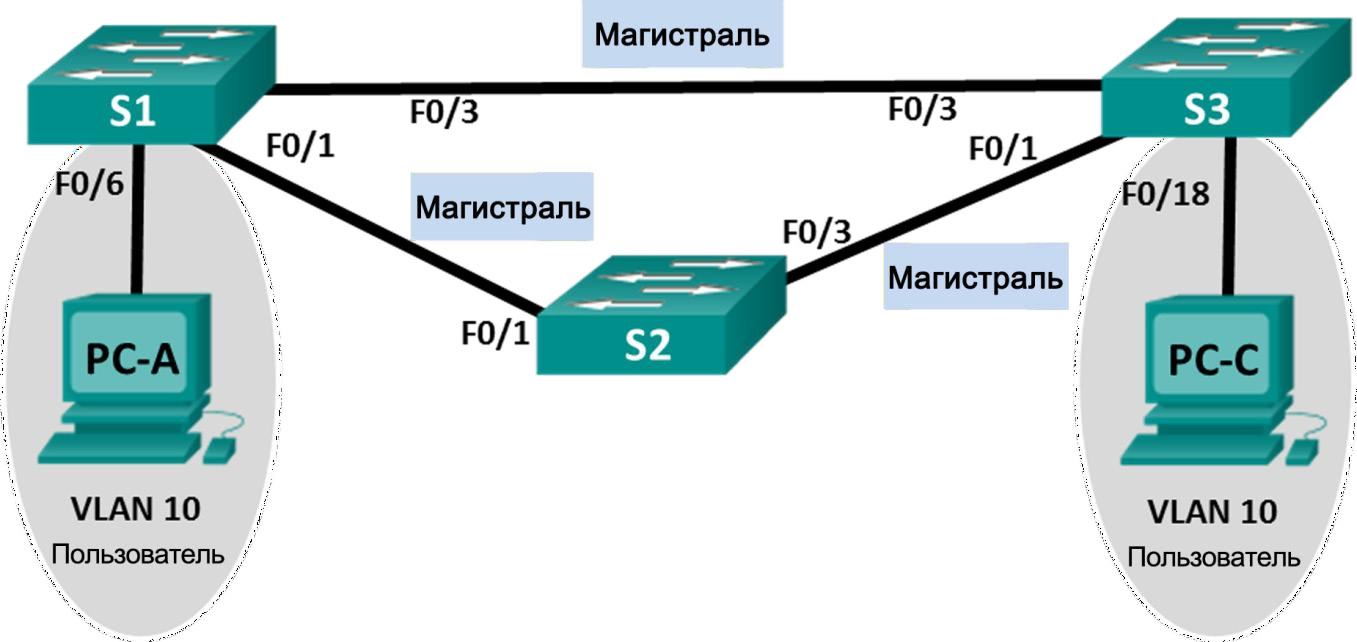 Магистраль
S1
S3
F0/3
F0/3
F0/1
F0/1
F0/6
F0/18
Магистраль
F0/3
Магистраль
F0/1
S2
PC-A
PC-C
VLAN 10
Пользователь
VLAN 10
Пользователь